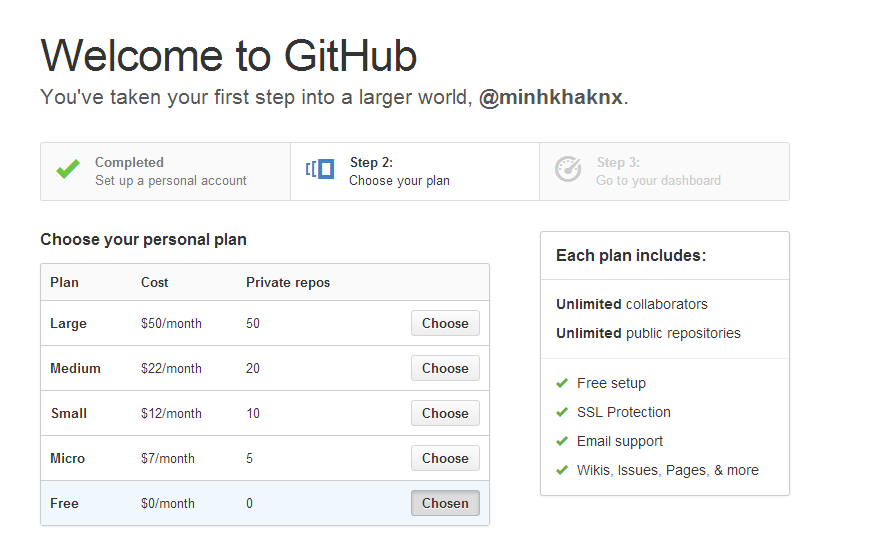 Welcome to GitHub
You've taken your first step into a larger world, @minhkhaknx.
Completed
Set up a personal account
Step 2:
Choose your plan
Step 3:
Go to your dashboard
Choose your personal plan
Plan Cost Private repos
Large $50/month 50 Choose
Medium $22/month 20 Choose
Small $12/month 10 Choose
Micro $7/month 5 Choose
Free $0/month 0 Chosen
Each plan includes:
Unlimited collaborators
Unlimited public repositories
Free setup
SSL Protection
Email support
Wikis, Issues, Pages, & more